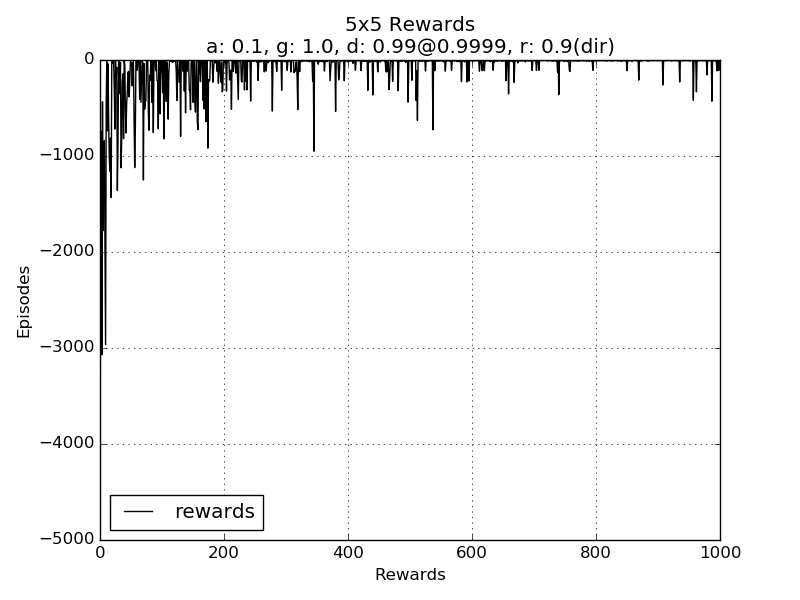 5x5 Rewards
a: 0.1, g: 1.0, d: 0.99@0.9999, r: 0.9(dir)
0
−1000
−2000
−3000
−4000
−5000
Episodes
rewards
0 200 400 600 800 1000
Rewards